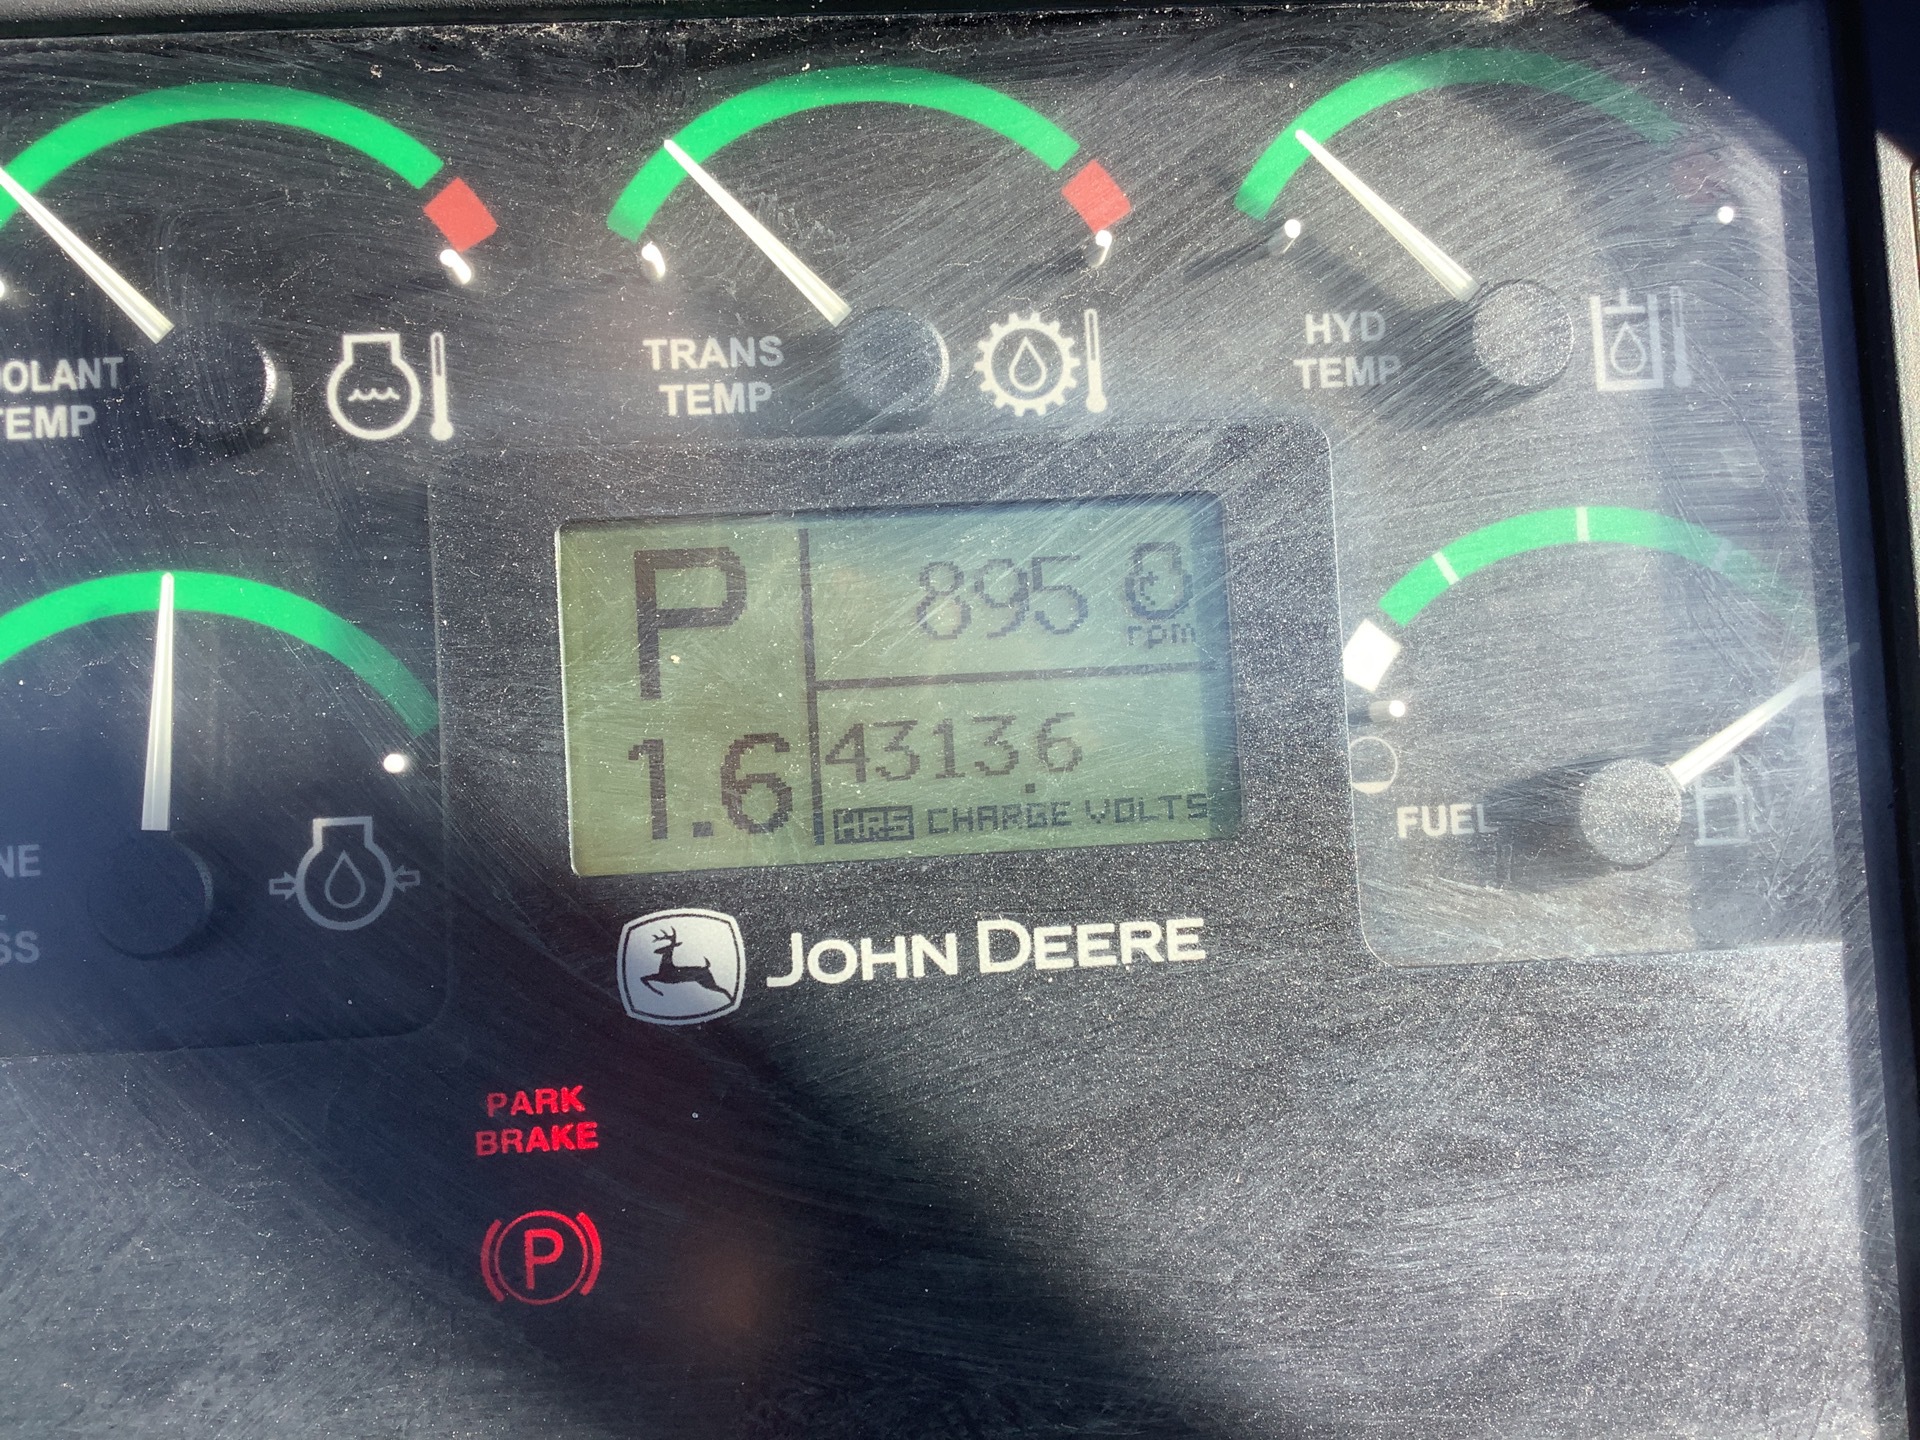 TRANS
TEMP
HYD
TEMP
OLANT
TEMP
P
895
rpm
1.6
4313.6
HRS CHARGE VOLTS
FUEL
NE
SS
JOHN DEERE
PARK
BRAKE
P